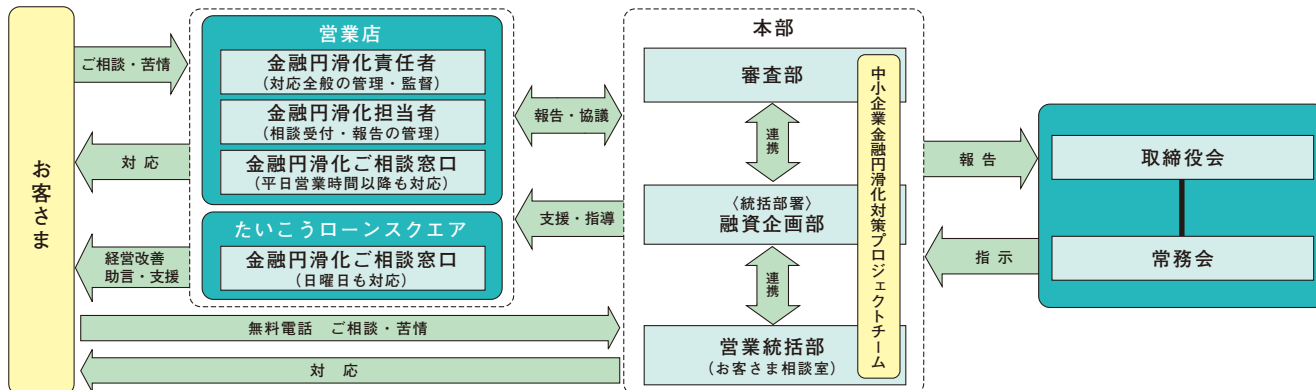 お客さま
ご相談・苦情
対応
経営改善
助言・支援
営業店
金融円滑化責任者
(対応全般の管理・監督)
金融円滑化担当者
(相談受付・報告の管理)
金融円滑化ご相談窓口
(平日営業時間以降も対応)
たいこうローンスクエア
金融円滑化ご相談窓口
(日曜日も対応)
無料電話 ご相談・苦情
対応
報告・協議
支援・指導
本部
審査部
連携
〈統括部署〉
融資企画部
連携
営業統括部
(お客さま相談室)
中小企業金融円滑化対策プロジェクトチーム
報告
指示
取締役会
常務会